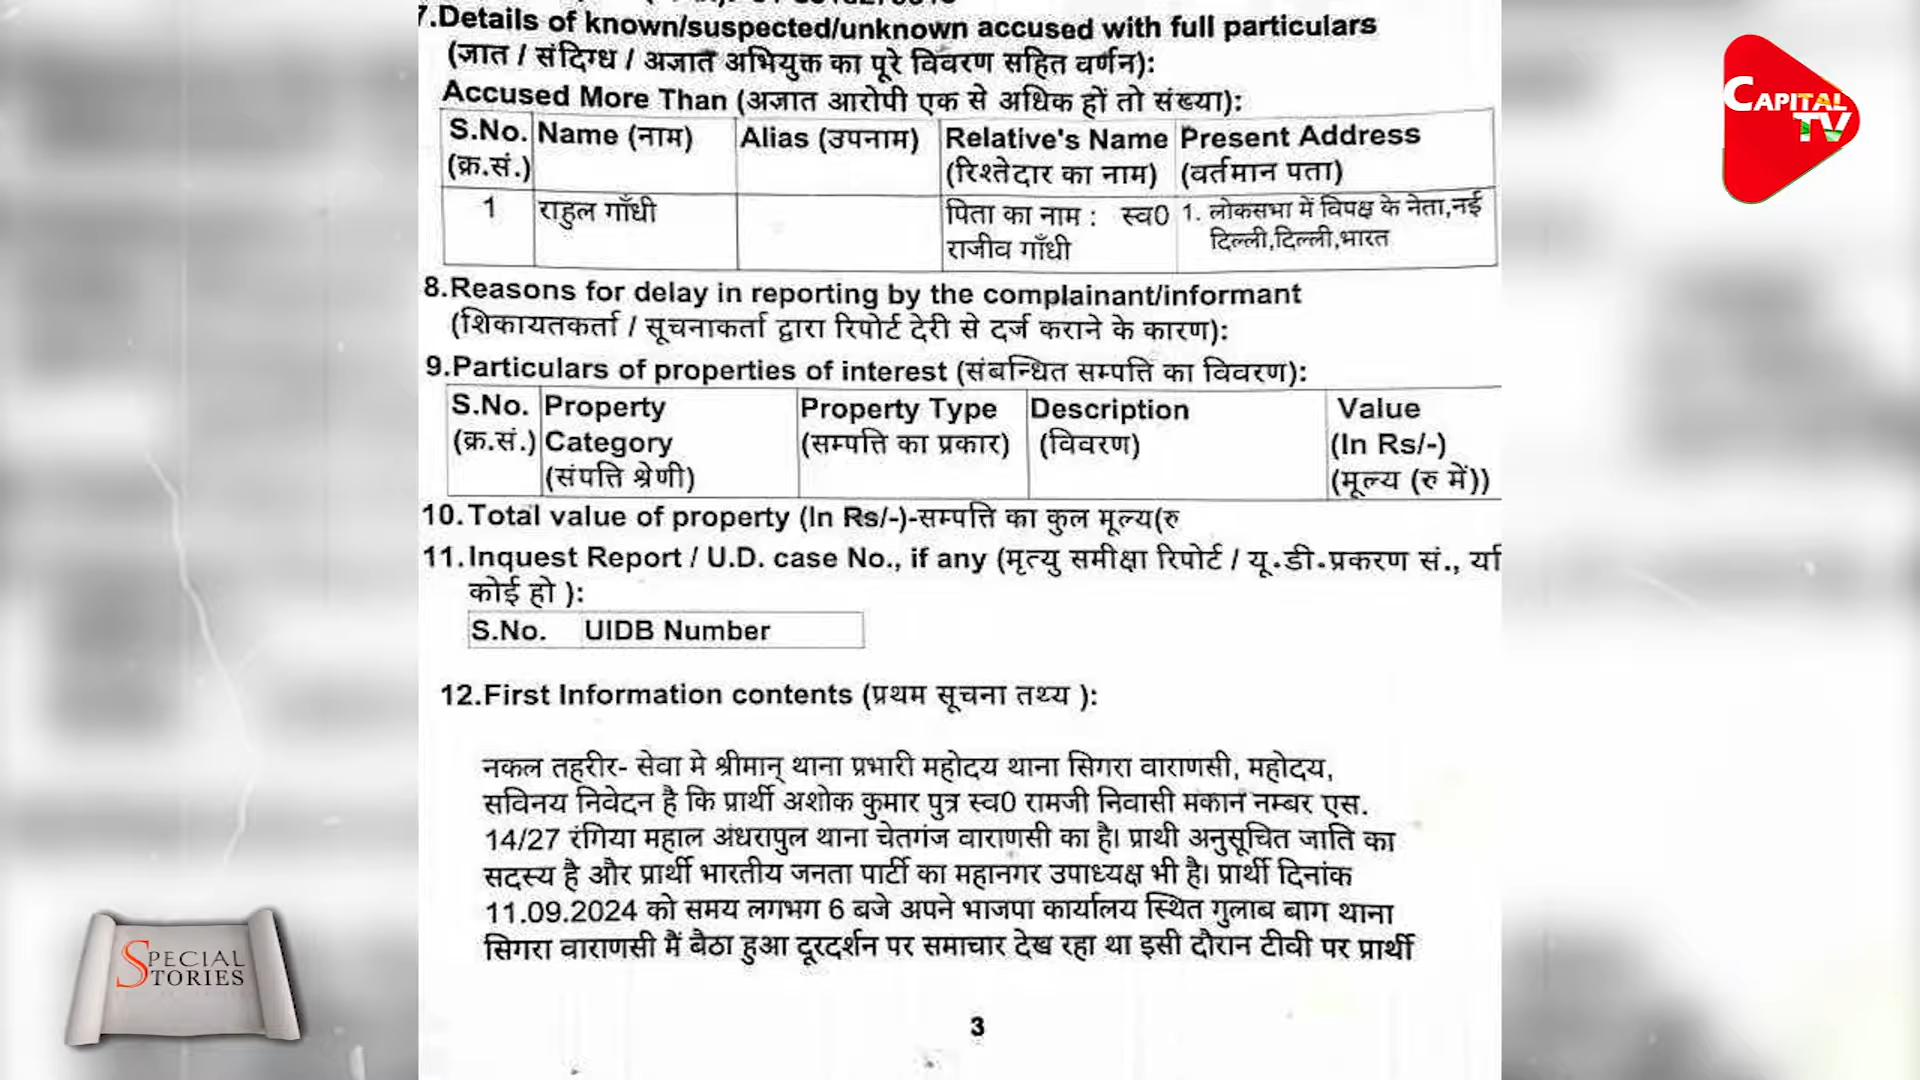 7.Details of known/suspected/unknown accused with full particulars
(ज्ञात / संदिग्ध / अज्ञात अभियुक्त का पूरे विवरण सहित वर्णन):
Accused More Than (अज्ञात आरोपी एक से अधिक हों तो संख्या):
S.No. Name (नाम) Alias (उपनाम) Relative's Name Present Address
(क्र.सं.) (रिश्तेदार का नाम) (वर्तमान पता)
1 राहुल गाँधी पिता का नाम : स्व0 1. लोकसभा में विपक्ष के नेता,नई
राजीव गाँधी दिल्ली,दिल्ली,भारत
8.Reasons for delay in reporting by the complainant/informant
(शिकायतकर्ता / सूचनाकर्ता द्वारा रिपोर्ट देरी से दर्ज कराने के कारण):
9.Particulars of properties of interest (संबन्धित सम्पत्ति का विवरण):
S.No. Property Property Type Description Value
(क्र.सं.) Category (सम्पत्ति का प्रकार) (विवरण) (In Rs/-)
(संपत्ति श्रेणी) (मूल्य (रु में))
10.Total value of property (In Rs/-)-सम्पत्ति का कुल मूल्य(रु
11.Inquest Report / U.D. case No., if any (मृत्यु समीक्षा रिपोर्ट / यू.डी.प्रकरण सं.,
कोई हो ):
S.No. UIDB Number
12.First Information contents (प्रथम सूचना तथ्य ):
नकल तहरीर- सेवा मे श्रीमान् थाना प्रभारी महोदय थाना सिगरा वाराणसी, महोदय,
सविनय निवेदन है कि प्रार्थी अशोक कुमार पुत्र स्व0 रामजी निवासी मकान नम्बर एस.
14/27 रंगिया महाल अंधरापुल थाना चेतगंज वाराणसी का है। प्राथी अनुसूचित जाति का
सदस्य है और प्रार्थी भारतीय जनता पार्टी का महानगर उपाध्यक्ष भी है। प्रार्थी दिनांक
11.09.2024 को समय लगभग 6 बजे अपने भाजपा कार्यालय स्थित गुलाब बाग थाना
सिगरा वाराणसी मैं बैठा हुआ दूरदर्शन पर समाचार देख रहा था इसी दौरान टीवी पर प्रार्थी
3
CAPITAL
TV
SPECIAL
STORIES